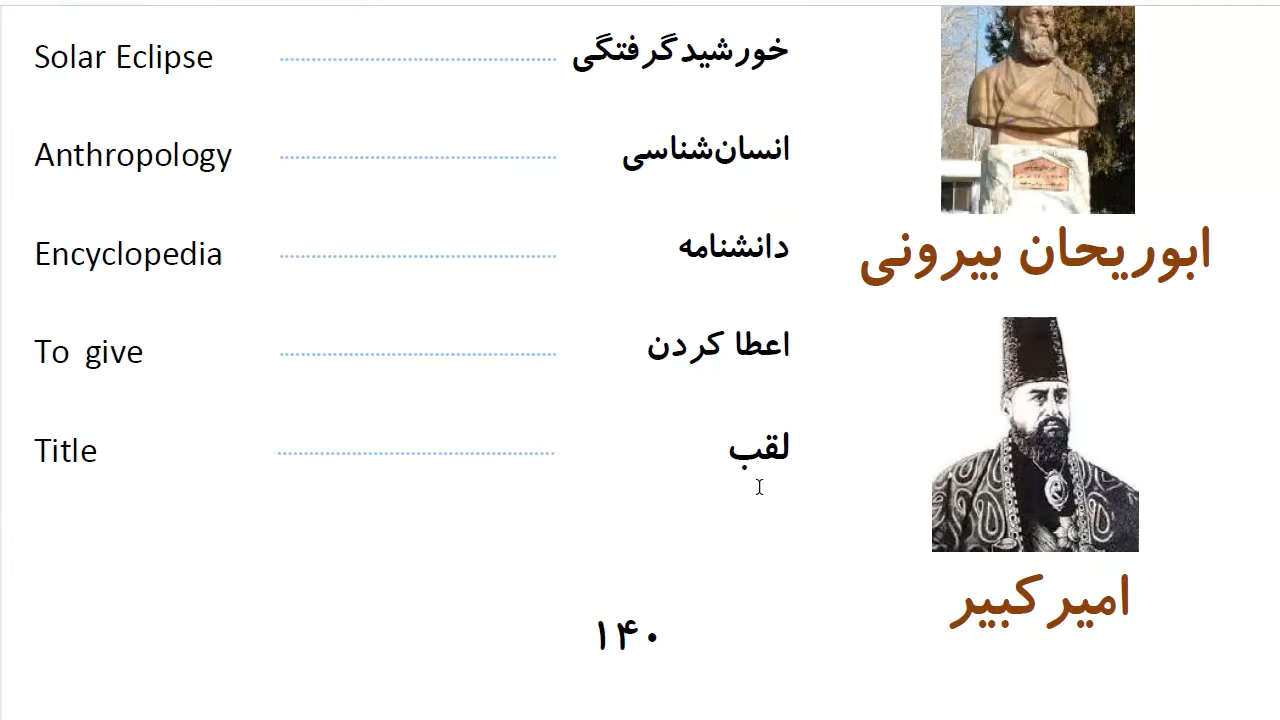 Solar Eclipse خورشیدگرفتگی
Anthropology انسان‌شناسی
Encyclopedia دانشنامه
To give اعطا کردن
Title لقب
ابوریحان بیرونی
امیرکبیر
۱۴۰